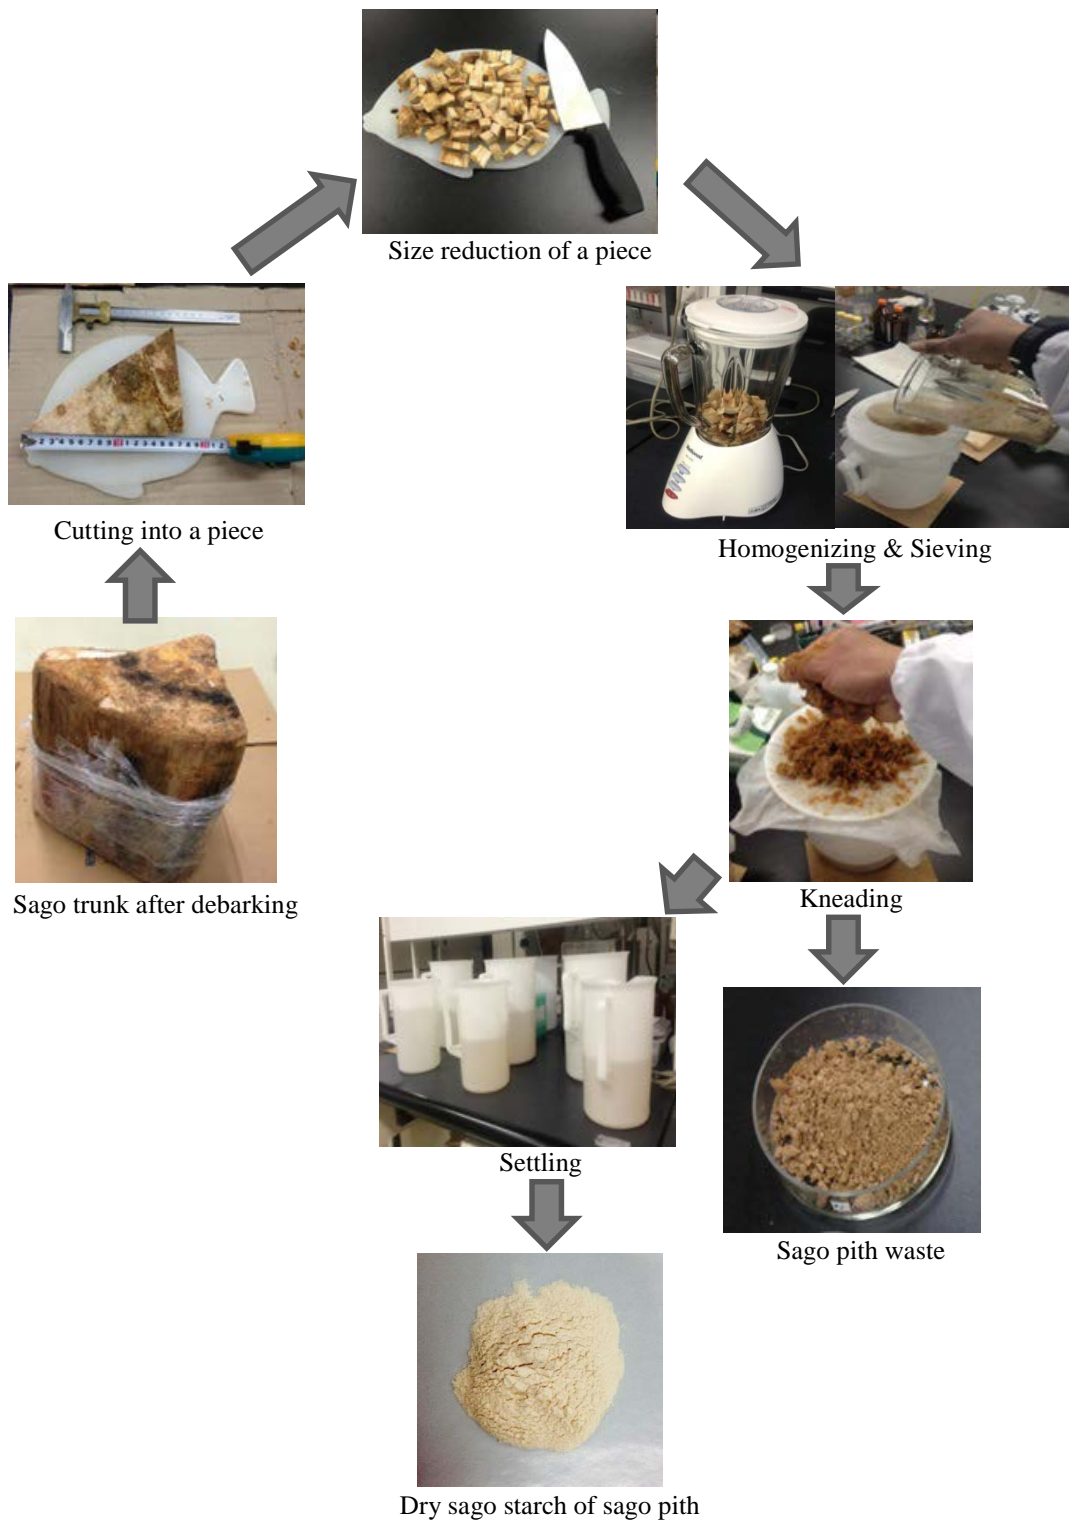 Size reduction of a piece
Cutting into a piece
Homogenizing & Sieving
Sago trunk after debarking
Kneading
Settling
Sago pith waste
Dry sago starch of sago pith